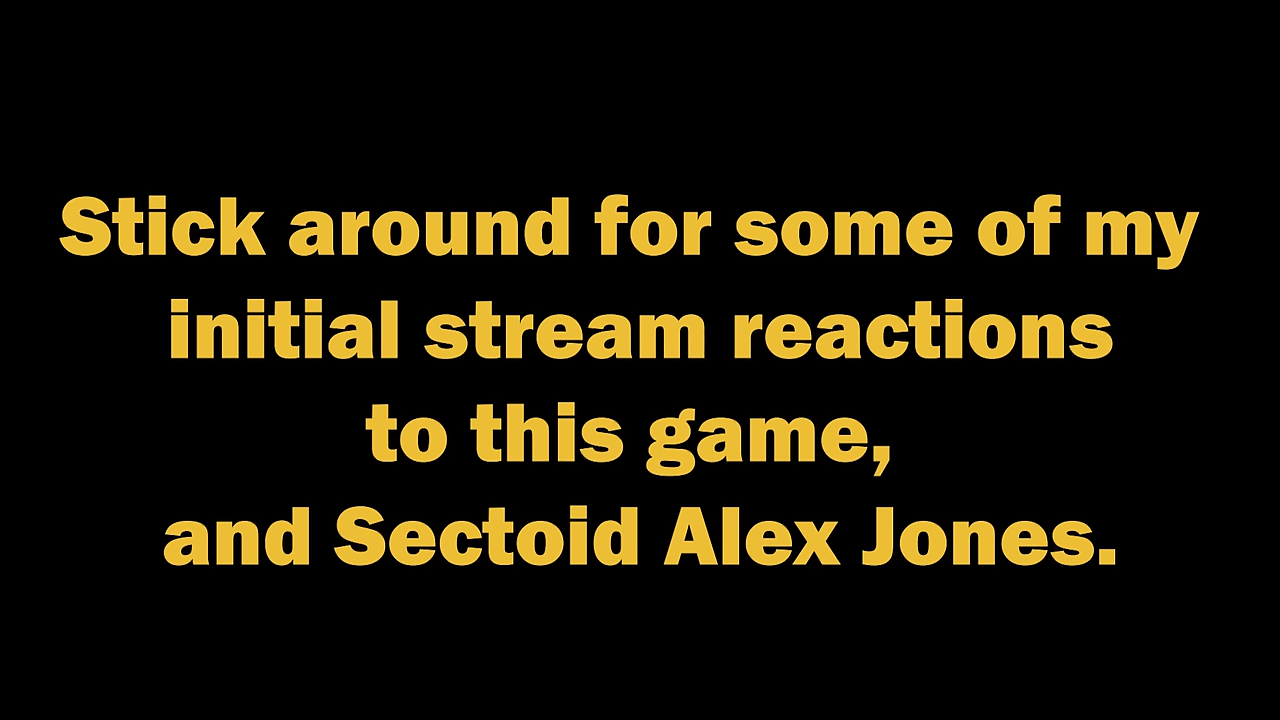 Stick around for some of my
initial stream reactions
to this game,
and Sectoid Alex Jones.